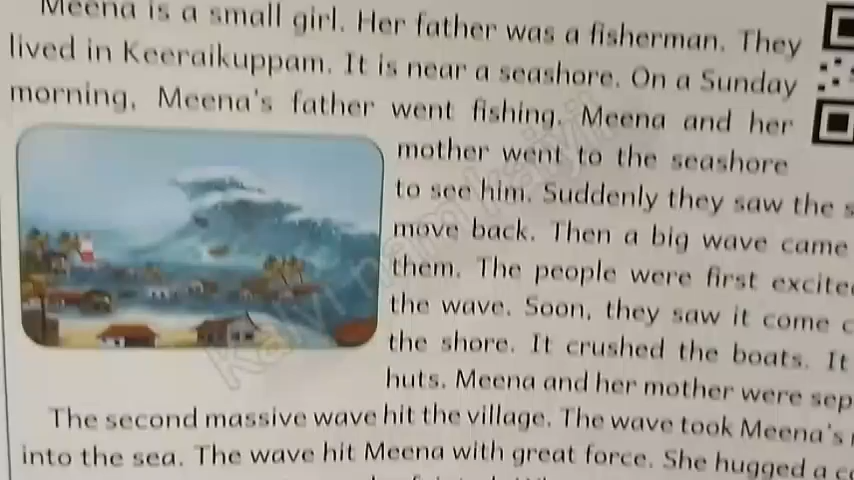 Meena is a small girl. Her father was a fisherman. They
lived in Keeraikuppam. It is near a seashore. On a Sunday
morning, Meena's father went fishing. Meena and her
mother went to the seashore
to see him. Suddenly they saw the
move back. Then a big wave came
them. The people were first excited
the wave. Soon, they saw it come
the shore. It crushed the boats. It
huts. Meena and her mother were
The second massive wave hit the village. The wave took Meena's
into the sea. The wave hit Meena with great force. She hugged a